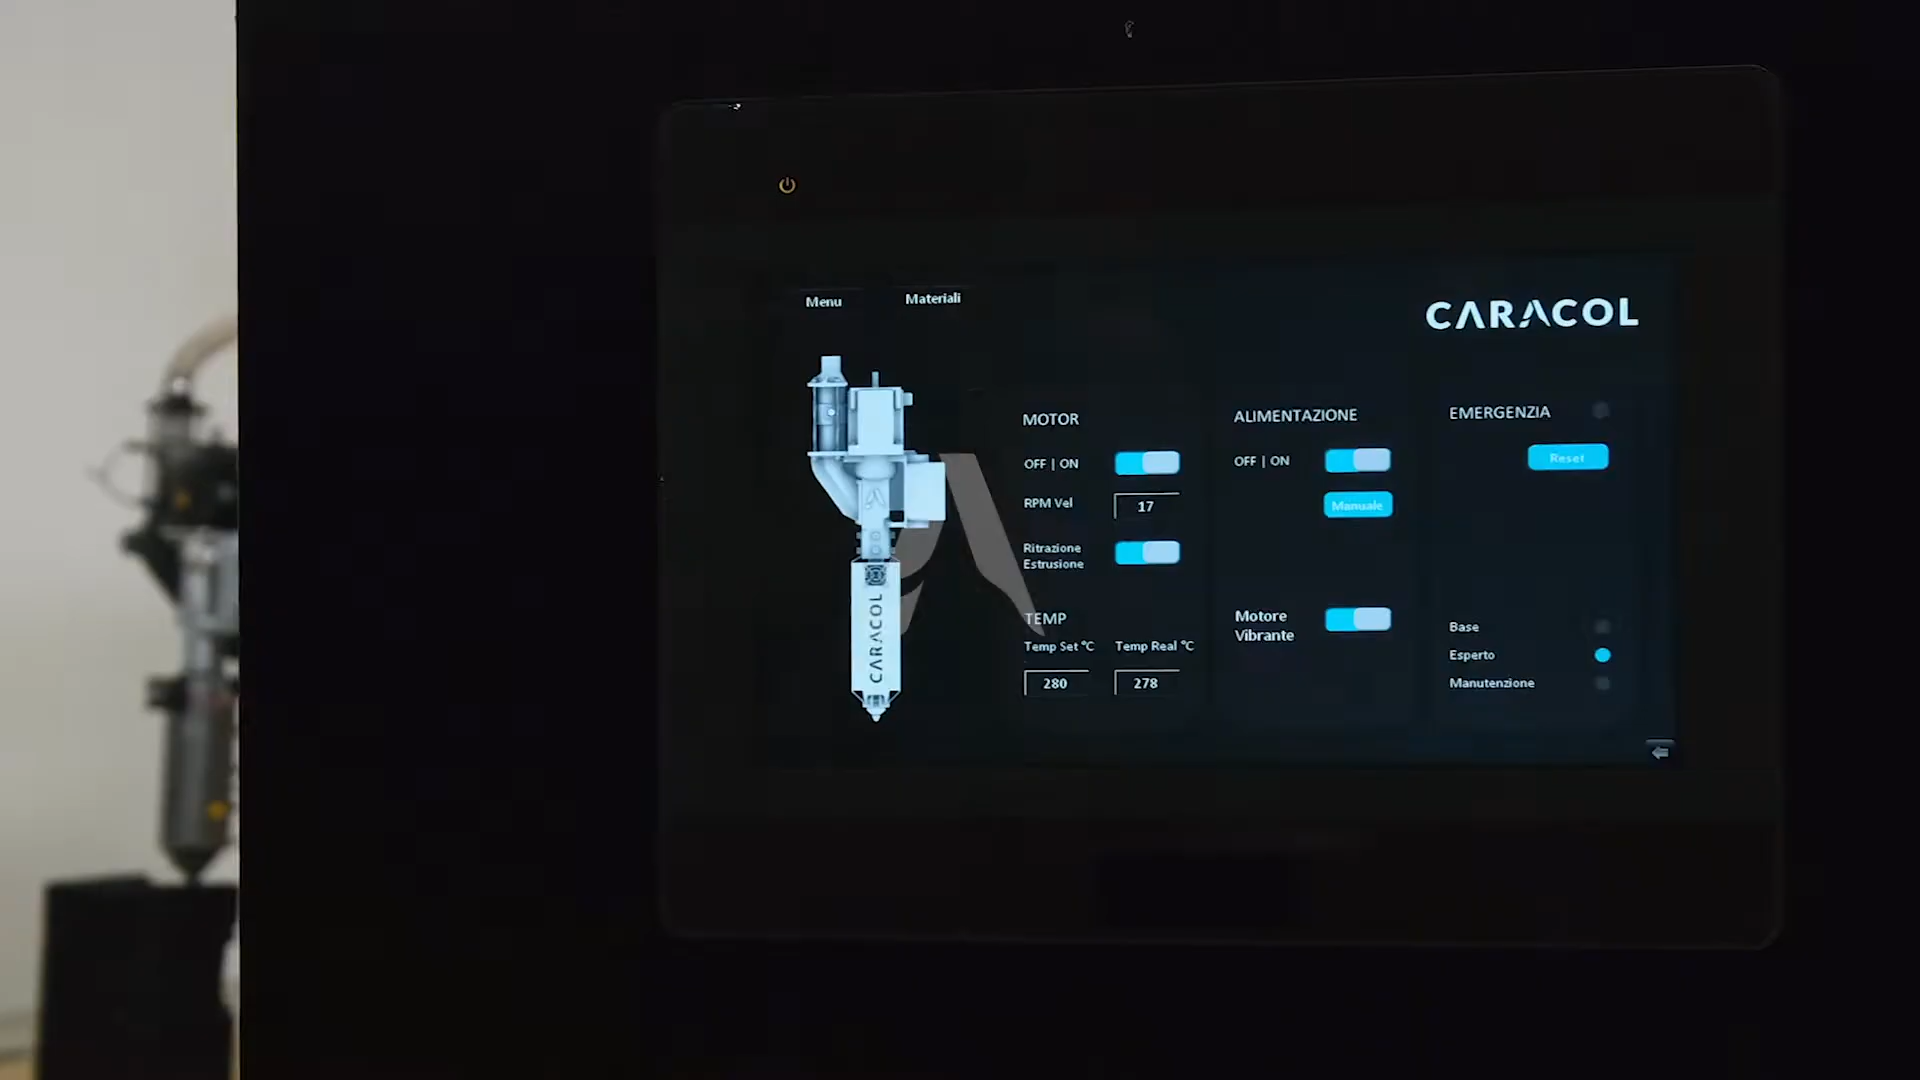 Menu
Materiali
CARACOL
MOTOR
OFF | ON
RPM Vel
17
Ritrazione
Estrusione
TEMP
Temp Set °C
Temp Real °C
280
278
ALIMENTAZIONE
OFF | ON
Manuale
Motore
Vibrante
EMERGENZIA
Reset
Base
Esperto
Manutenzione
CARACOL